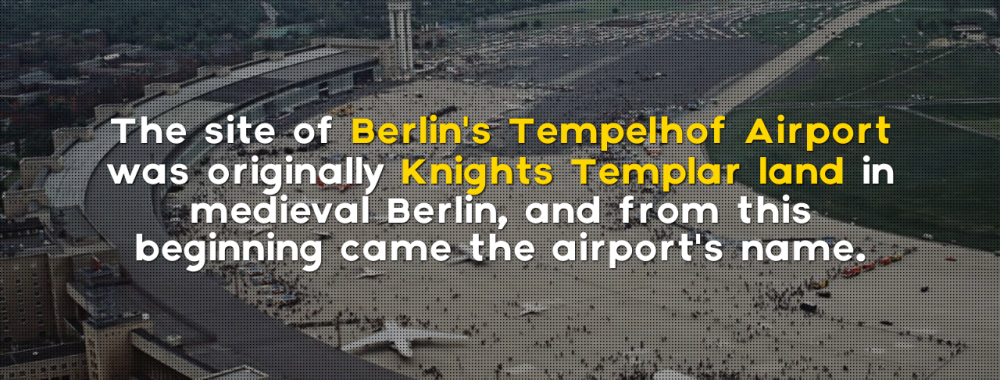 The site of Berlin's Tempelhof Airport
was originally Knights Templar land in
medieval Berlin, and from this
beginning came the airport's name.